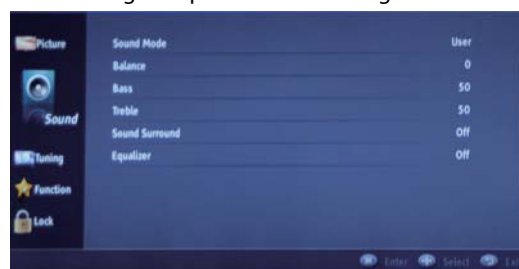 Picture
Sound
Tuning
Function
Lock
Sound Mode User
Balance 0
Bass 50
Treble 50
Sound Surround Off
Equalizer Off
Enter Select